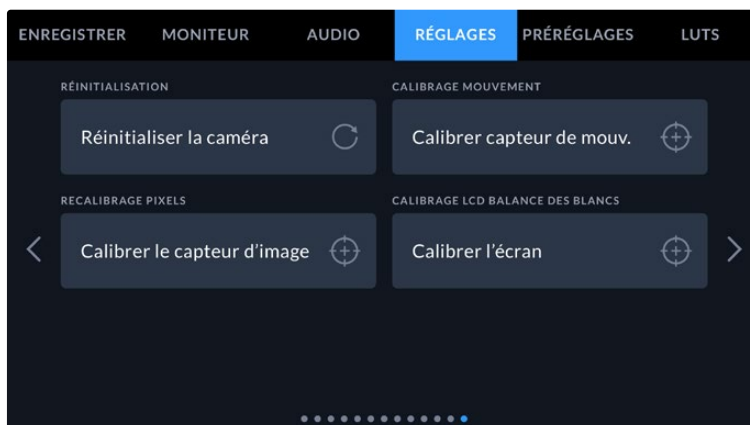 ENREGISTRER MONITEUR AUDIO RÉGLAGES PRÉRÉGLAGES LUTS
RÉINITIALISATION
Réinitialiser la caméra
CALIBRAGE MOUVEMENT
Calibrer capteur de mouv.
RECALIBRAGE PIXELS
Calibrer le capteur d’image
CALIBRAGE LCD BALANCE DES BLANCS
Calibrer l’écran